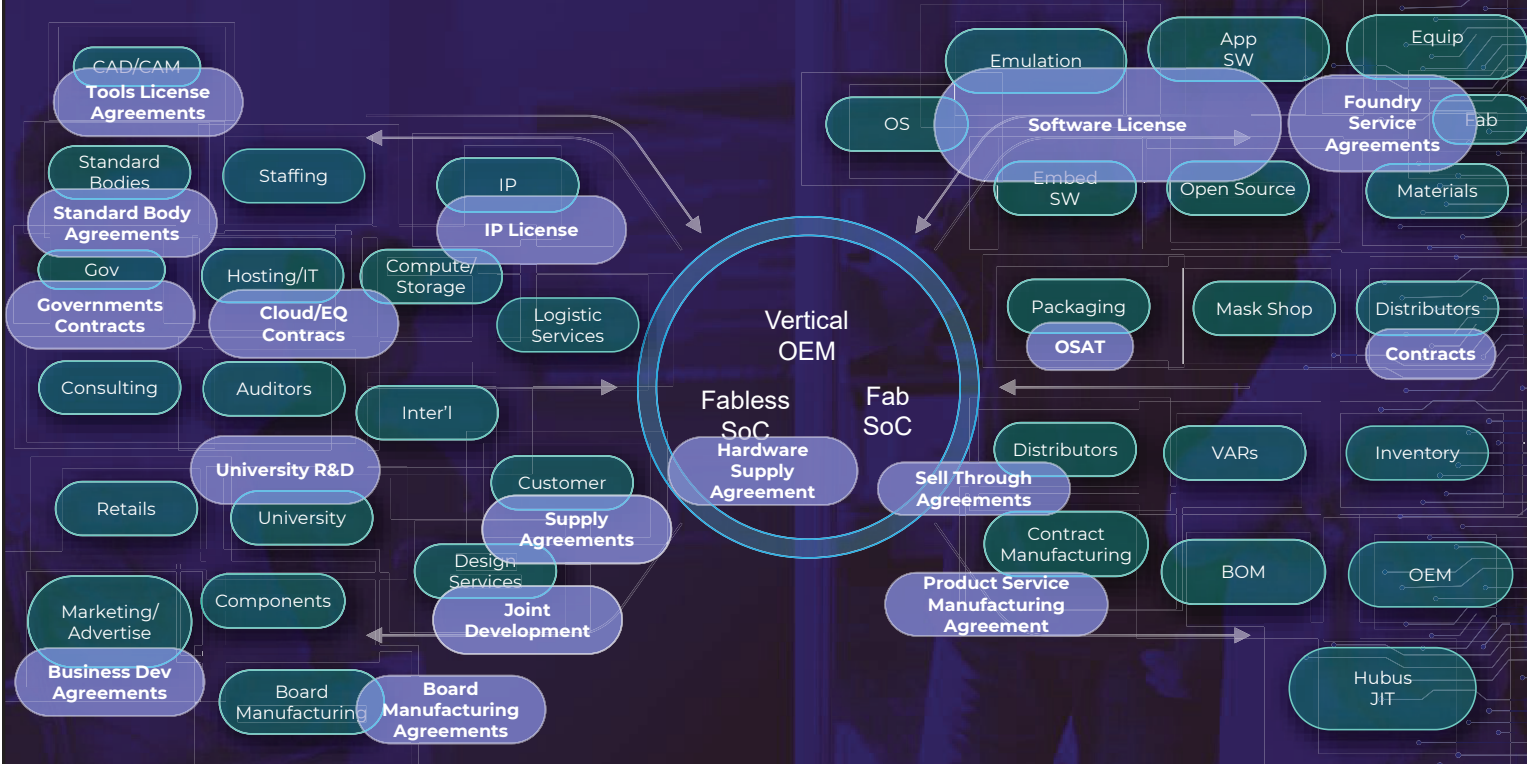 CAD/CAM
Tools License
Agreements
Standard
Bodies
Staffing
IP
Standard Body
Agreements
IP License
Gov
Hosting/IT
Compute/
Storage
Governments
Contracts
Cloud/EQ
Contracs
Logistic
Services
Consulting
Auditors
Inter'l
University R&D
Retails
University
Customer
Supply
Agreements
Design
Services
Joint
Development
Marketing/
Advertise
Components
Business Dev
Agreements
Board
Manufacturing
Board
Manufacturing
Agreements
Vertical
OEM
Fabless
SoC
Fab
SoC
Hardware
Supply
Agreement
Sell Through
Agreements
Emulation
App
SW
Equip
OS
Software License
Foundry
Service
Agreements
Fab
Embed
SW
Open Source
Materials
Packaging
OSAT
Mask Shop
Distributors
Contracts
Distributors
VARs
Inventory
Contract
Manufacturing
BOM
OEM
Product Service
Manufacturing
Agreement
Hubus
JIT